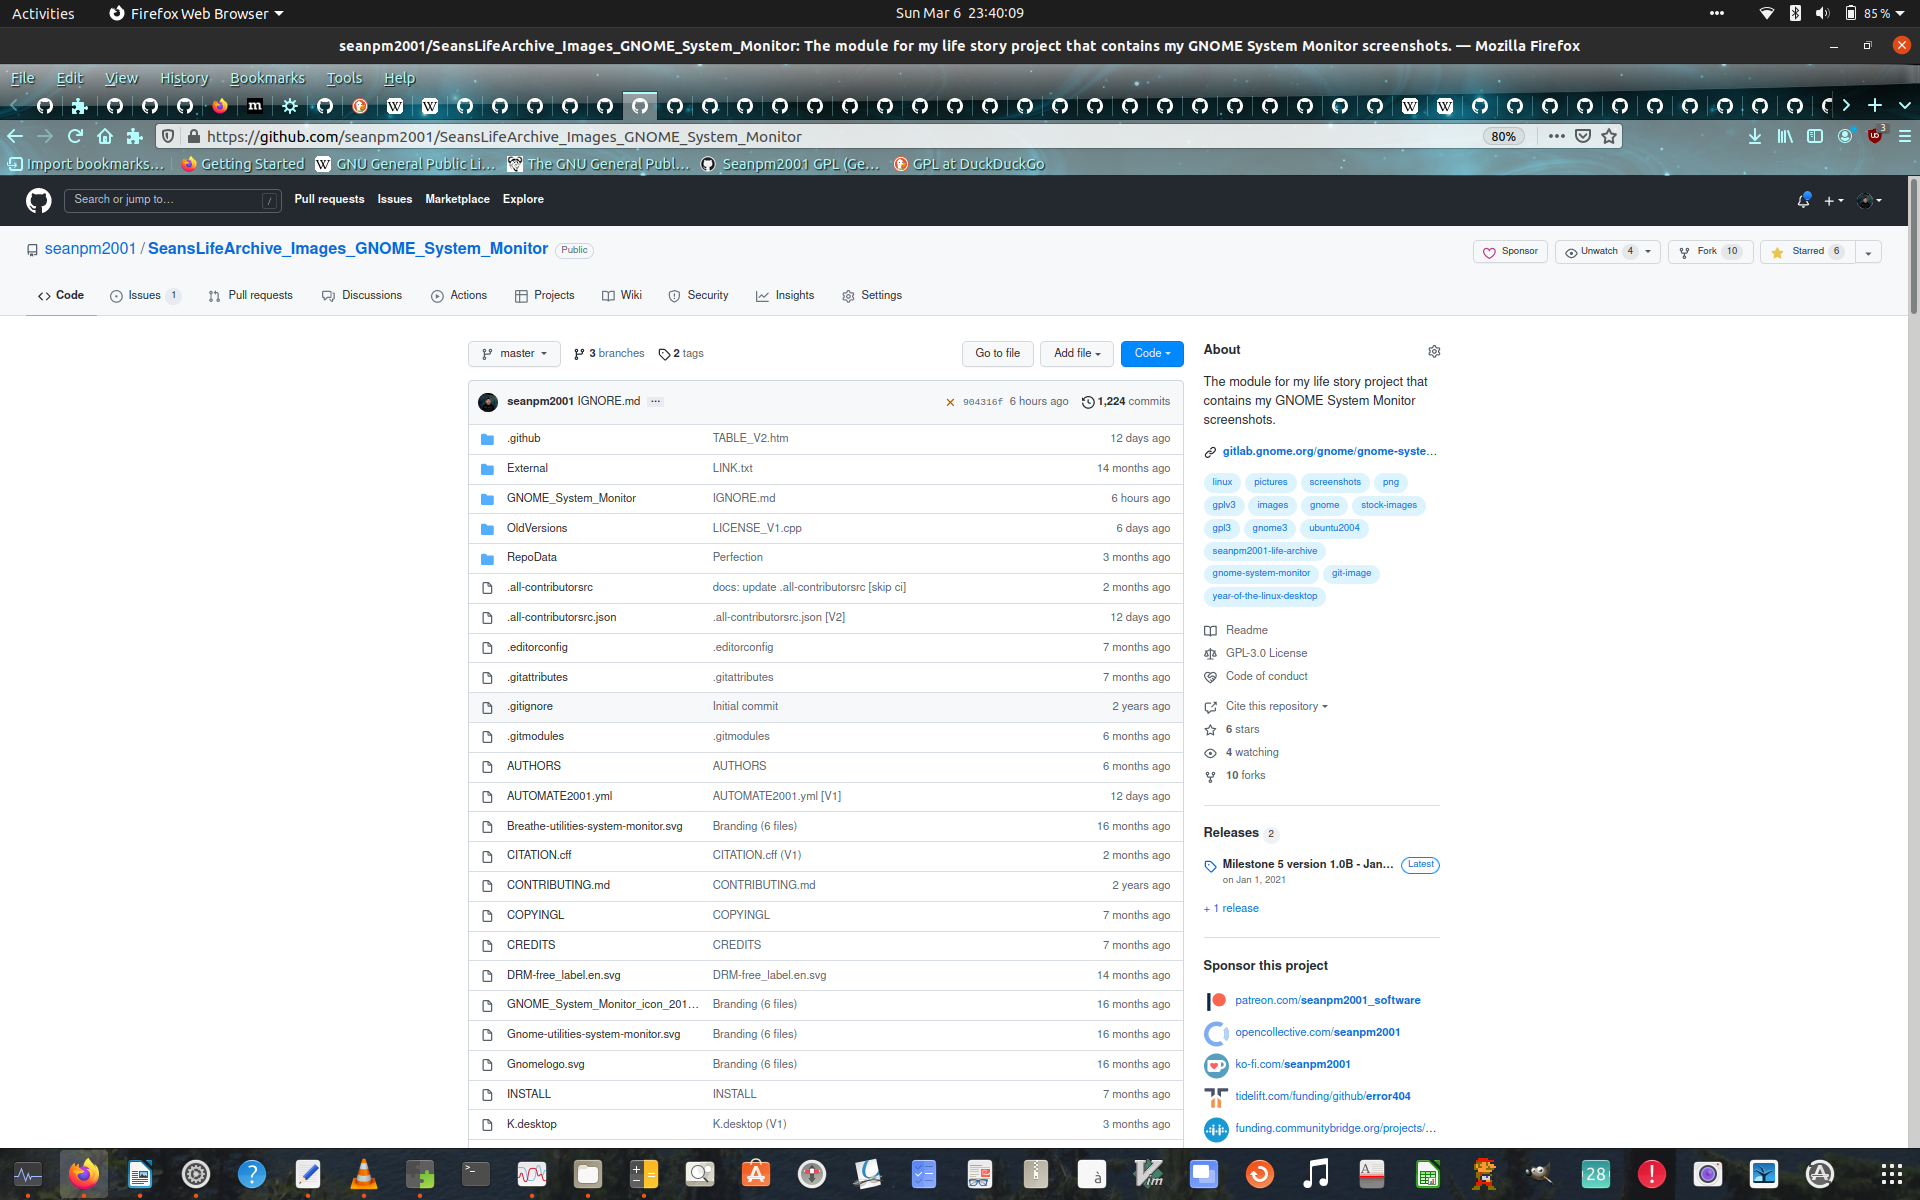 Activities
Firefox Web Browser
Sun Mar 6 23:40:09
85 %
seanpm2001/SeansLifeArchive_Images_GNOME_System_Monitor: The module for my life story project that contains my GNOME System Monitor screenshots. — Mozilla Firefox
File Edit View History Bookmarks Tools Help
https://github.com/seanpm2001/SeansLifeArchive_Images_GNOME_System_Monitor
80%
3
Import bookmarks… Getting Started GNU General Public Li… The GNU General Publ… Seanpm2001 GPL (Ge… GPL at DuckDuckGo
Search or jump to… /
Pull requests Issues Marketplace Explore
seanpm2001 / SeansLifeArchive_Images_GNOME_System_Monitor Public
Sponsor Unwatch 4 Fork 10 Starred 6
Code Issues 1 Pull requests Discussions Actions Projects Wiki Security Insights Settings
master 3 branches 2 tags
Go to file Add file Code
seanpm2001 IGNORE.md ... 904316f 6 hours ago 1,224 commits
.github TABLE_V2.htm 12 days ago
External LINK.txt 14 months ago
GNOME_System_Monitor IGNORE.md 6 hours ago
OldVersions LICENSE_V1.cpp 6 days ago
RepoData Perfection 3 months ago
.all-contributorsrc docs: update .all-contributorsrc [skip ci] 2 months ago
.all-contributorsrc.json .all-contributorsrc.json [V2] 12 days ago
.editorconfig .editorconfig 7 months ago
.gitattributes .gitattributes 7 months ago
.gitignore Initial commit 2 years ago
.gitmodules .gitmodules 6 months ago
AUTHORS AUTHORS 6 months ago
AUTOMATE2001.yml AUTOMATE2001.yml [V1] 12 days ago
Breathe-utilities-system-monitor.svg Branding (6 files) 16 months ago
CITATION.cff CITATION.cff (V1) 2 months ago
CONTRIBUTING.md CONTRIBUTING.md 2 years ago
COPYINGL COPYINGL 7 months ago
CREDITS CREDITS 7 months ago
DRM-free_label.en.svg DRM-free_label.en.svg 14 months ago
GNOME_System_Monitor_icon_201… Branding (6 files) 16 months ago
Gnome-utilities-system-monitor.svg Branding (6 files) 16 months ago
Gnomelogo.svg Branding (6 files) 16 months ago
INSTALL INSTALL 7 months ago
K.desktop K.desktop (V1) 3 months ago
About
The module for my life story project that
contains my GNOME System Monitor
screenshots.
gitlab.gnome.org/gnome/gnome-syste…
linux pictures screenshots png
gplv3 images gnome stock-images
gpl3 gnome3 ubuntu2004
seanpm2001-life-archive
gnome-system-monitor git-image
year-of-the-linux-desktop
Readme
GPL-3.0 License
Code of conduct
Cite this repository
6 stars
4 watching
10 forks
Releases 2
Milestone 5 version 1.0B - Jan… Latest
on Jan 1, 2021
+ 1 release
Sponsor this project
patreon.com/seanpm2001_software
opencollective.com/seanpm2001
ko-fi.com/seanpm2001
tidelift.com/funding/github/error404
funding.communitybridge.org/projects/…
28